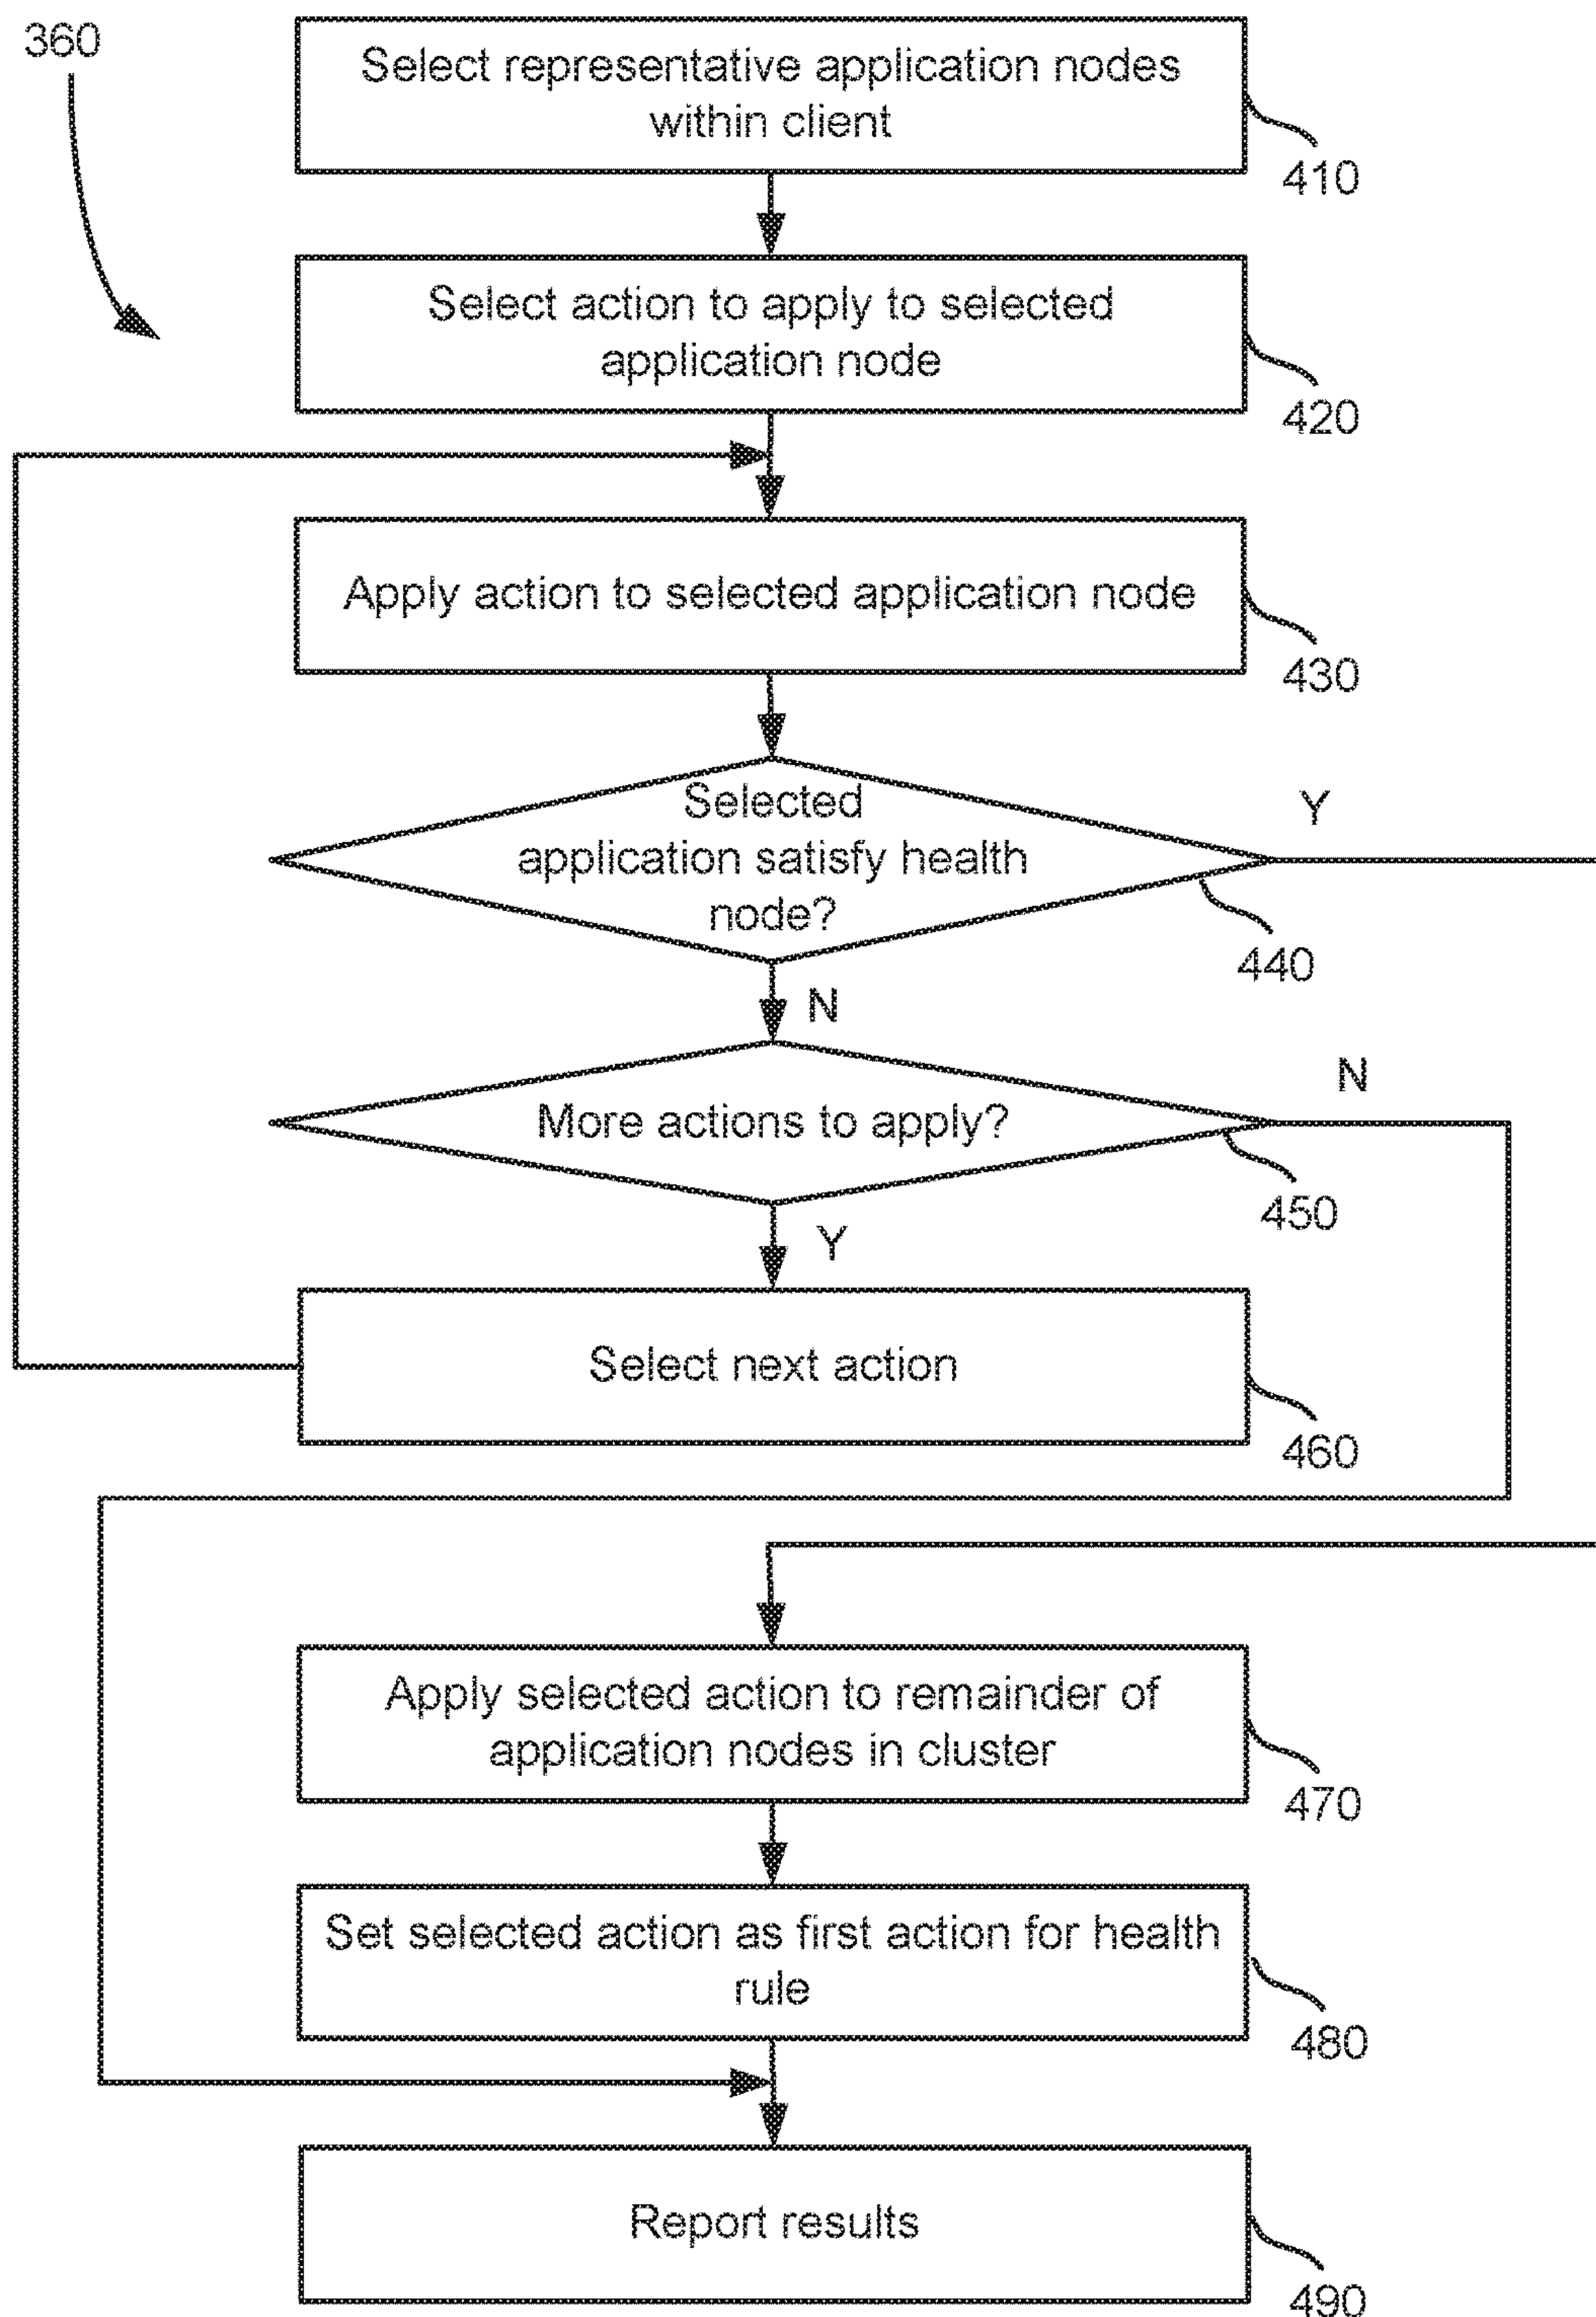 360
Select representative application nodes
within client
410
Select action to apply to selected
application node
420
Apply action to selected application node
430
Selected
application satisfy health
node?
Y
440
N
More actions to apply?
N
450
Y
Select next action
460
Apply selected action to remainder of
application nodes in cluster
470
Set selected action as first action for health
rule
480
Report results
490